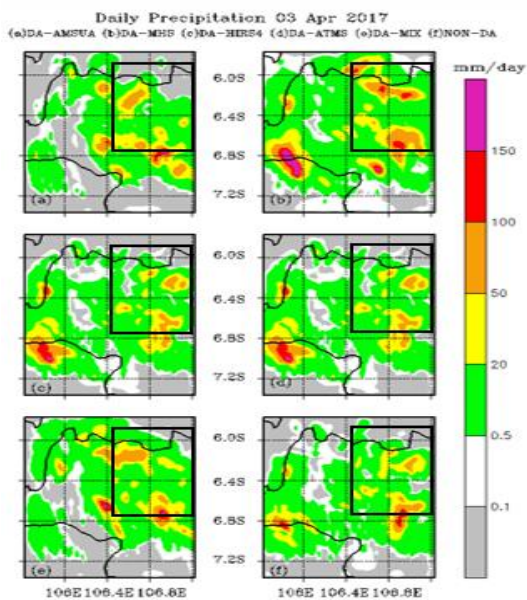 Daily Precipitation 03 Apr 2017
(a)DA-AMSUA (b)DA-MHS (c)DA-HIRS4 (d)DA-ATMS (e)DA-MIX (f)NON-DA
mm/day
6.0S
6.4S
6.8S
7.2S
(a)
(b)
150
100
6.0S
6.4S
6.8S
7.2S
(c)
(d)
50
20
0.5
6.0S
6.4S
6.8S
7.2S
(e)
(f)
0.1
106E 106.4E 106.8E
106E 106.4E 106.8E